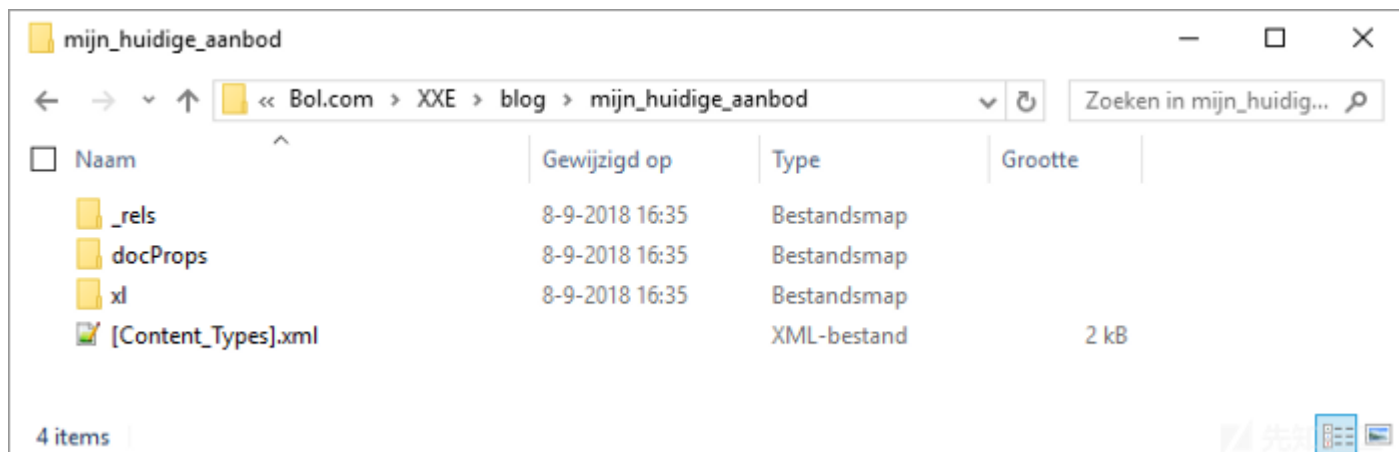 mijn_huidige_aanbod
« Bol.com > XXE > blog > mijn_huidige_aanbod Zoeken in mijn_huidig...
Naam Gewijzigd op Type Grootte
_rels 8-9-2018 16:35 Bestandsmap
docProps 8-9-2018 16:35 Bestandsmap
xl 8-9-2018 16:35 Bestandsmap
[Content_Types].xml XML-bestand 2 kB
4 items 先知